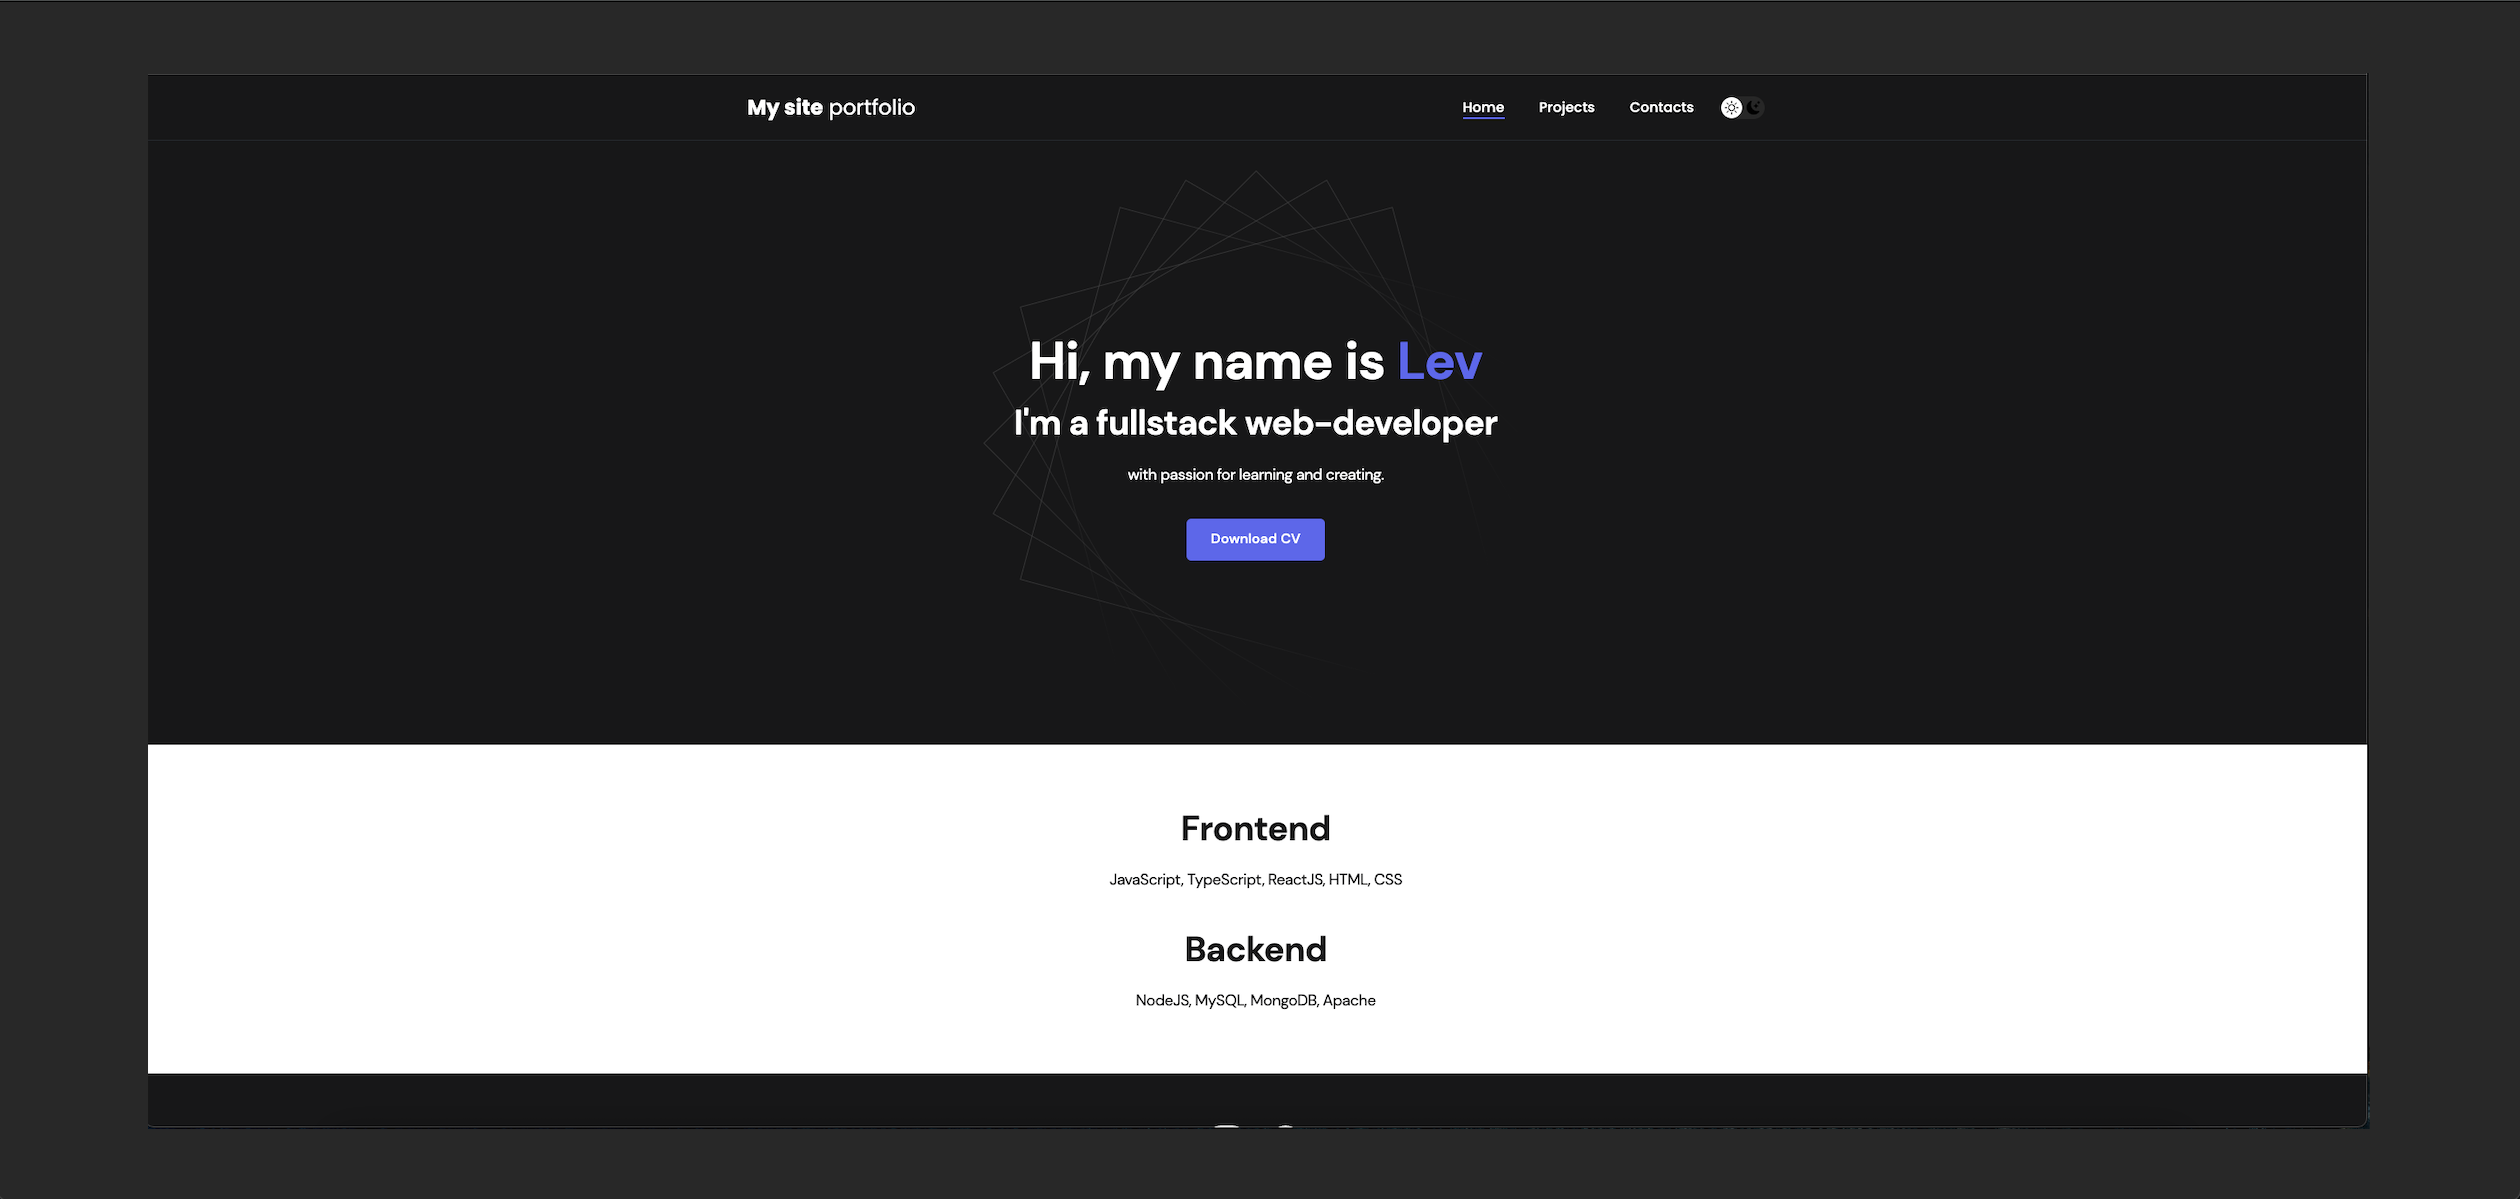 My site portfolio
Home Projects Contacts
Hi, my name is Lev
I'm a fullstack web-developer
with passion for learning and creating.
Download CV
Frontend
JavaScript, TypeScript, ReactJS, HTML, CSS
Backend
NodeJS, MySQL, MongoDB, Apache